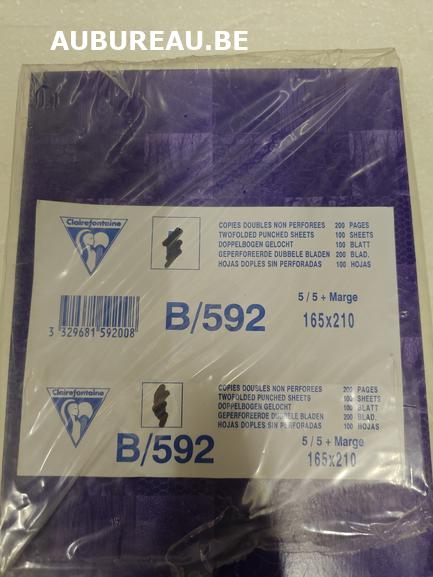 AUBUREAU.BE
Clairefontaine
COPIES DOUBLES NON PERFOREES 200 PAGES
TWOFOLDED PUNCHED SHEETS 100 SHEETS
DOPPELBOGEN GELOCHT 100 BLATT
GEPERFOREERDE DUBBELE BLADEN 200 BLAD.
HOJAS DOPLES SIN PERFORADAS 100 HOJAS
B/592
5 / 5 + Marge
165x210
3 329681 592008
Clairefontaine
COPIES DOUBLES NON PERFOREES 200 PAGES
TWOFOLDED PUNCHED SHEETS 100 SHEETS
DOPPELBOGEN GELOCHT 100 BLATT
GEPERFOREERDE DUBBELE BLADEN 200 BLAD.
HOJAS DOPLES SIN PERFORADAS 100 HOJAS
B/592
5 / 5 + Marge
165x210